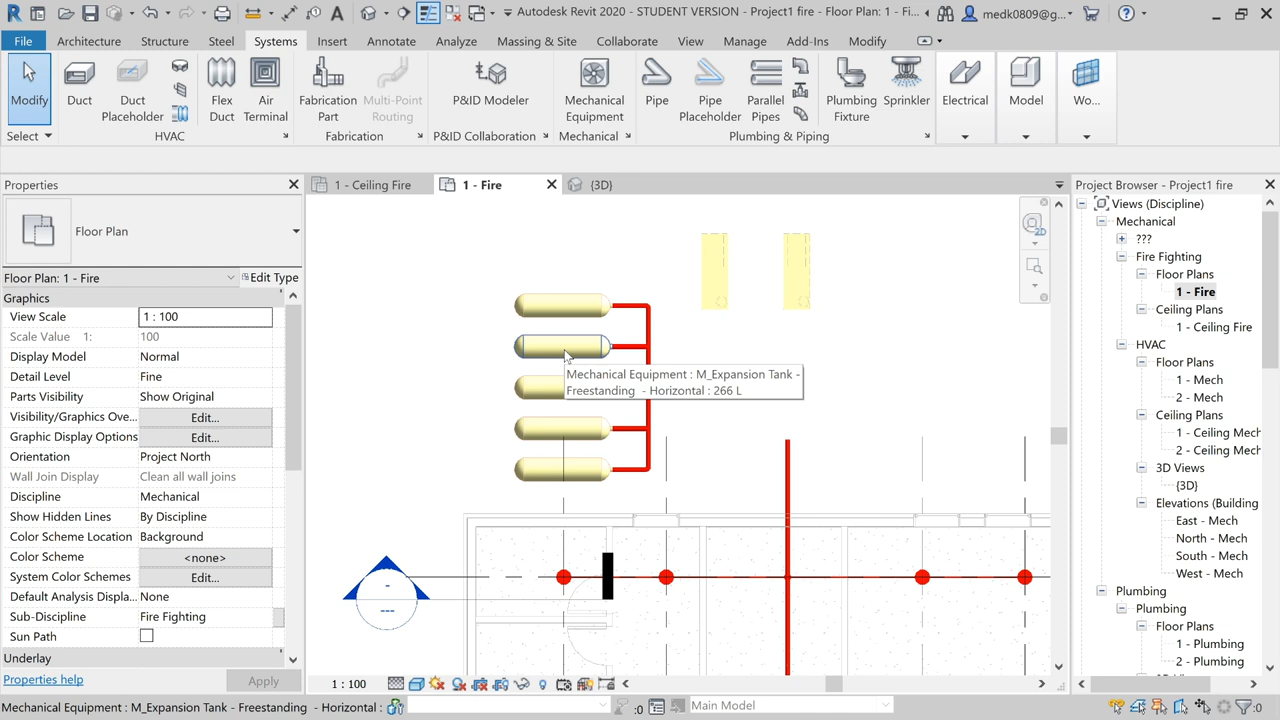 Autodesk Revit 2020 - STUDENT VERSION - Project1 fire - Floor Plan: 1 - Fi...
medk0809@g...
File
Architecture
Structure
Steel
Systems
Insert
Annotate
Analyze
Massing & Site
Collaborate
View
Manage
Add-Ins
Modify
Modify
Duct
Duct
Placeholder
Flex
Duct
Air
Terminal
Fabrication
Part
Multi-Point
Routing
P&ID Modeler
Mechanical
Equipment
Pipe
Pipe
Placeholder
Parallel
Pipes
Plumbing
Fixture
Sprinkler
Electrical
Model
Wo...
Select
HVAC
Fabrication
P&ID Collaboration
Mechanical
Plumbing & Piping
Properties
1 - Ceiling Fire
1 - Fire
{3D}
Project Browser - Project1 fire
Floor Plan
Floor Plan: 1 - Fire
Edit Type
Graphics
View Scale
1 : 100
Scale Value 1:
100
Display Model
Normal
Detail Level
Fine
Parts Visibility
Show Original
Visibility/Graphics Ove...
Edit...
Graphic Display Options
Edit...
Orientation
Project North
Wall Join Display
Clean all wall joins
Discipline
Mechanical
Show Hidden Lines
By Discipline
Color Scheme Location
Background
Color Scheme
<none>
System Color Schemes
Edit...
Default Analysis Displa...
None
Sub-Discipline
Fire Fighting
Sun Path
Underlay
Properties help
Apply
2D
Mechanical Equipment : M_Expansion Tank -
Freestanding - Horizontal : 266 L
-
---
Views (Discipline)
Mechanical
???
Fire Fighting
Floor Plans
1 - Fire
Ceiling Plans
1 - Ceiling Fire
HVAC
Floor Plans
1 - Mech
2 - Mech
Ceiling Plans
1 - Ceiling Mech
2 - Ceiling Mech
3D Views
{3D}
Elevations (Building
East - Mech
North - Mech
South - Mech
West - Mech
Plumbing
Plumbing
Floor Plans
1 - Plumbing
2 - Plumbing
1 : 100
Mechanical Equipment : M_Expansion Tank - Freestanding - Horizontal :
:0
Main Model
:0